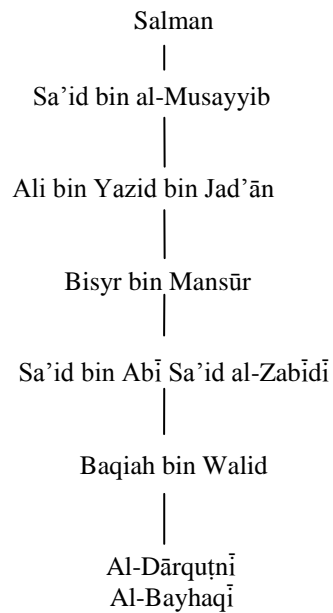 Salman
Sa’id bin al-Musayyib
Ali bin Yazid bin Jad’ān
Bisyr bin Mansūr
Sa’id bin Abī Sa’id al-Zabīdī
Baqiah bin Walid
Al-Dārquṭnī
Al-Bayhaqī